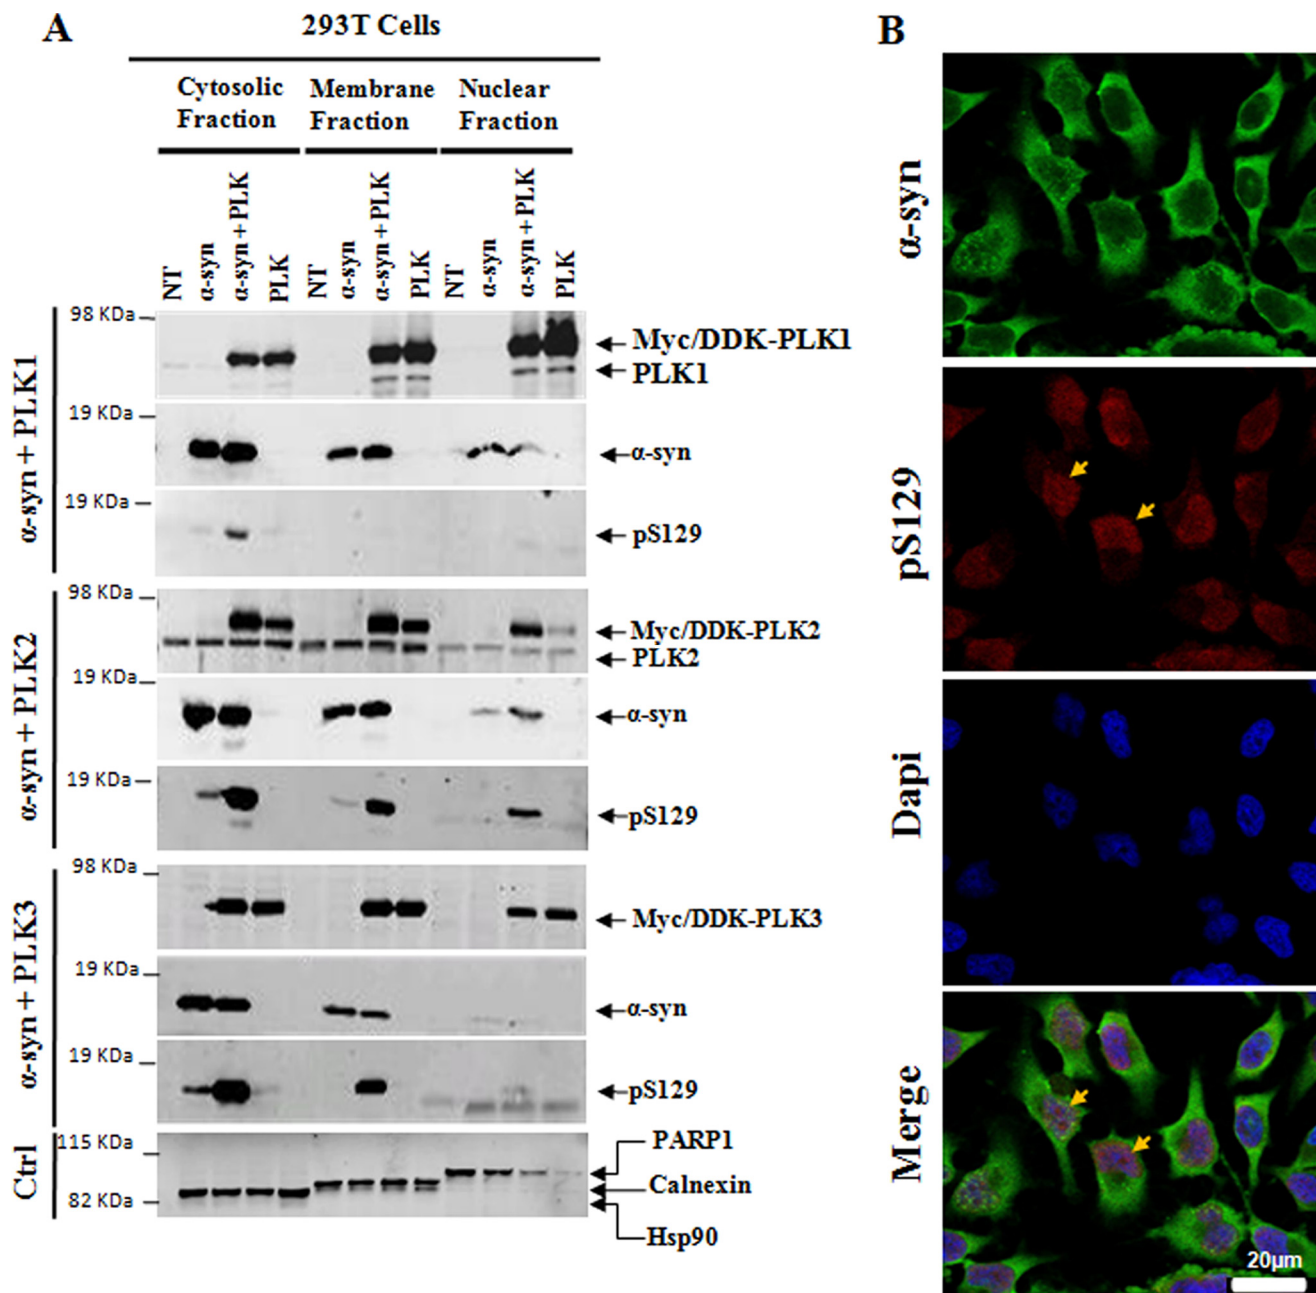 A
293T Cells
Cytosolic Fraction
Membrane Fraction
Nuclear Fraction
NT
α-syn
α-syn + PLK
PLK
NT
α-syn
α-syn + PLK
PLK
NT
α-syn
α-syn + PLK
PLK
α-syn + PLK1
98 KDa
Myc/DDK-PLK1
PLK1
19 KDa
α-syn
19 KDa
pS129
α-syn + PLK2
98 KDa
Myc/DDK-PLK2
PLK2
19 KDa
α-syn
19 KDa
pS129
α-syn + PLK3
98 KDa
Myc/DDK-PLK3
19 KDa
α-syn
19 KDa
pS129
Ctrl
115 KDa
82 KDa
PARP1
Calnexin
Hsp90
B
α-syn
pS129
Dapi
Merge
20µm